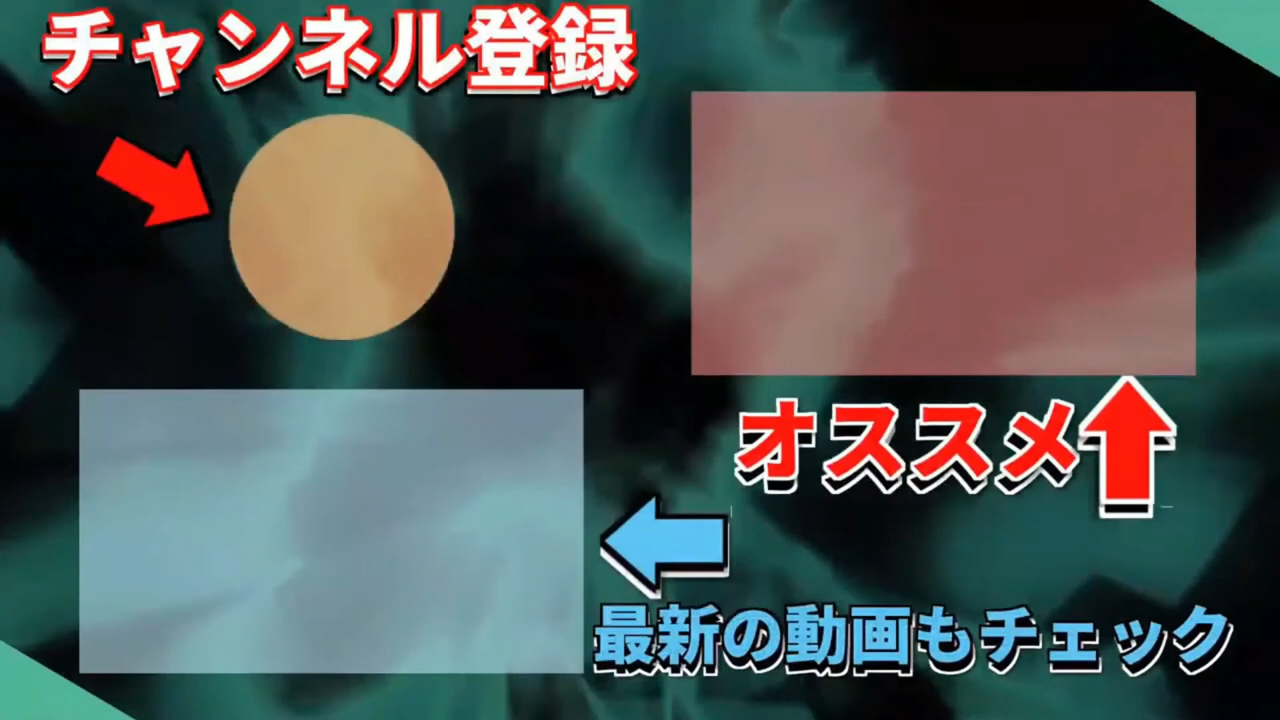 チャンネル登録
オススメ
最新の動画もチェック